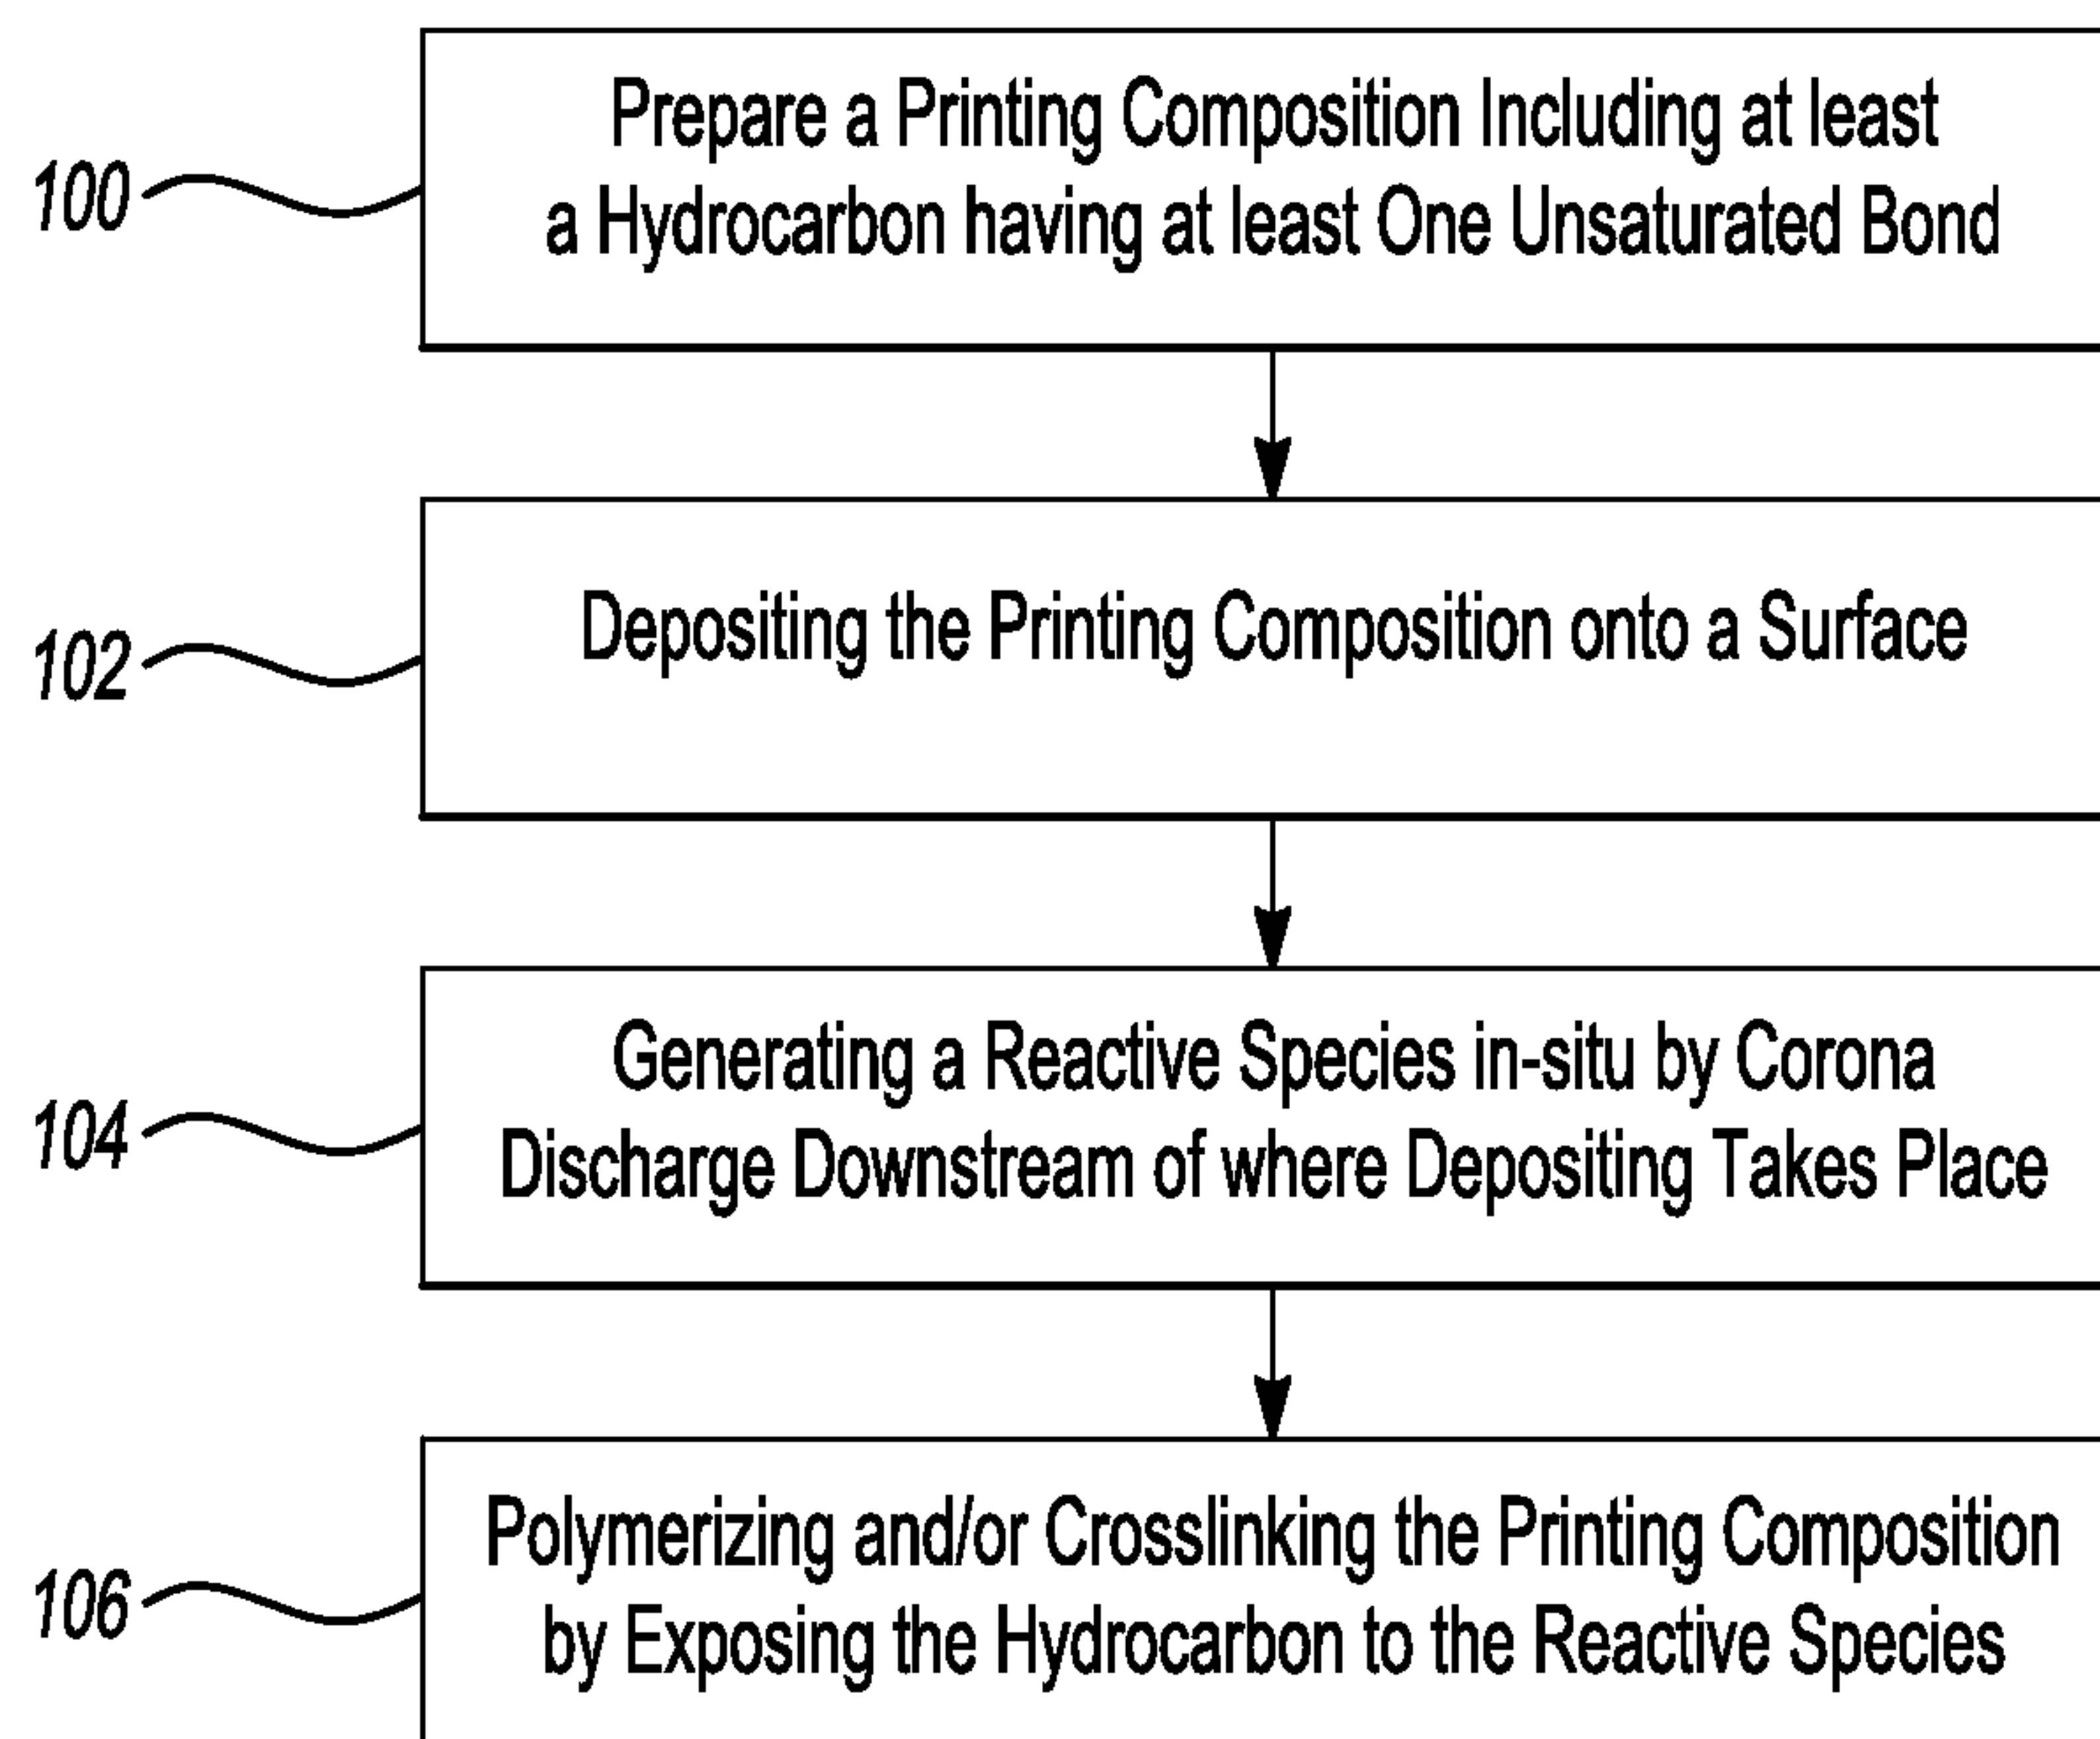 100
Prepare a Printing Composition Including at least
a Hydrocarbon having at least One Unsaturated Bond
102
Depositing the Printing Composition onto a Surface
104
Generating a Reactive Species in-situ by Corona
Discharge Downstream of where Depositing Takes Place
106
Polymerizing and/or Crosslinking the Printing Composition
by Exposing the Hydrocarbon to the Reactive Species